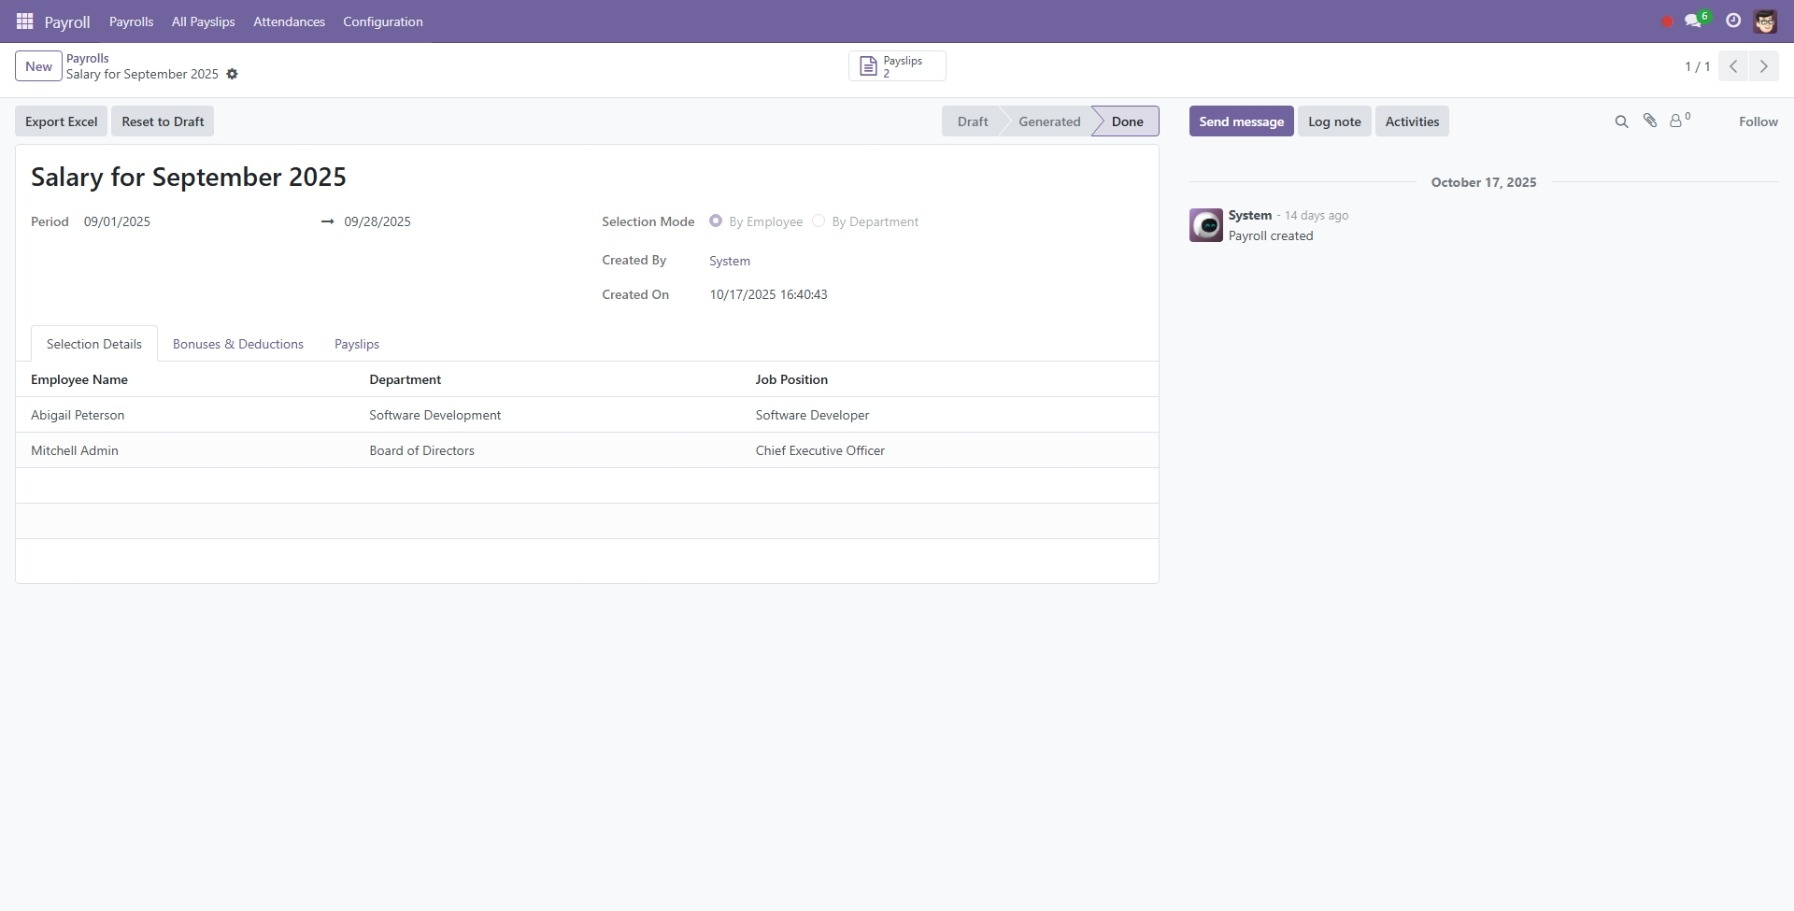 Payroll Payrolls All Payslips Attendances Configuration 6
New Payrolls
Salary for September 2025
Payslips
2
1 / 1
Export Excel Reset to Draft Draft Generated Done Send message Log note Activities 0 Follow
Salary for September 2025
October 17, 2025
Period 09/01/2025 → 09/28/2025 Selection Mode By Employee By Department
System - 14 days ago
Payroll created
Created By System
Created On 10/17/2025 16:40:43
Selection Details Bonuses & Deductions Payslips
Employee Name Department Job Position
Abigail Peterson Software Development Software Developer
Mitchell Admin Board of Directors Chief Executive Officer